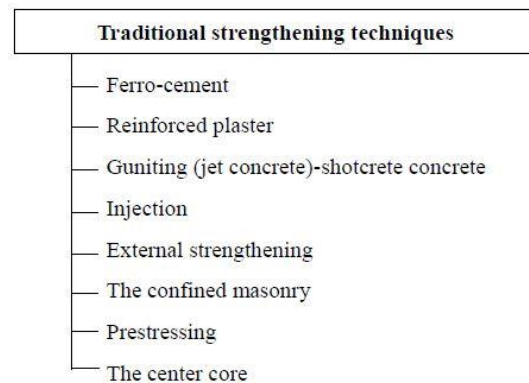 Traditional strengthening techniques
Ferro-cement
Reinforced plaster
Guniting (jet concrete)-shotcrete concrete
Injection
External strengthening
The confined masonry
Prestressing
The center core